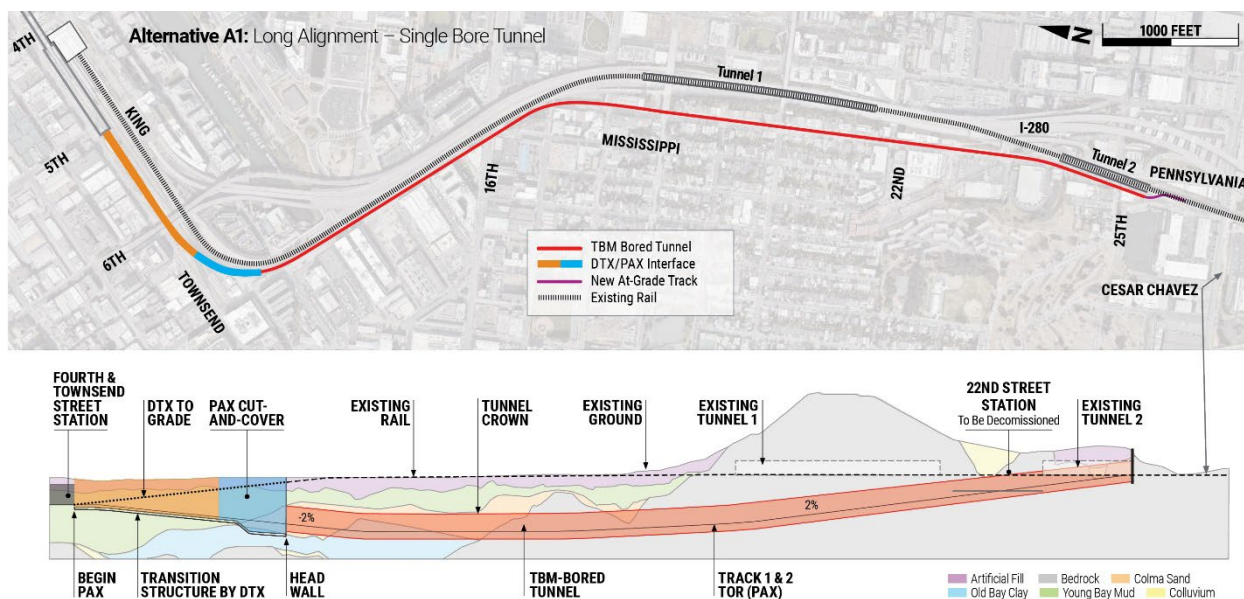 Alternative A1: Long Alignment – Single Bore Tunnel
N
1000 FEET
4TH
KING
5TH
6TH
TOWNSEND
16TH
MISSISSIPPI
Tunnel 1
22ND
I-280
Tunnel 2
PENNSYLVANIA
25TH
CESAR CHAVEZ
TBM Bored Tunnel
DTX/PAX Interface
New At-Grade Track
Existing Rail
FOURTH &
TOWNSEND
STREET
STATION
DTX TO
GRADE
PAX CUT-
AND-COVER
EXISTING
RAIL
TUNNEL
CROWN
EXISTING
GROUND
EXISTING
TUNNEL 1
22ND STREET
STATION
To Be Decomissioned
EXISTING
TUNNEL 2
-2%
2%
BEGIN
PAX
TRANSITION
STRUCTURE BY DTX
HEAD
WALL
TBM-BORED
TUNNEL
TRACK 1 & 2
TOR (PAX)
Artificial Fill
Bedrock
Colma Sand
Old Bay Clay
Young Bay Mud
Colluvium